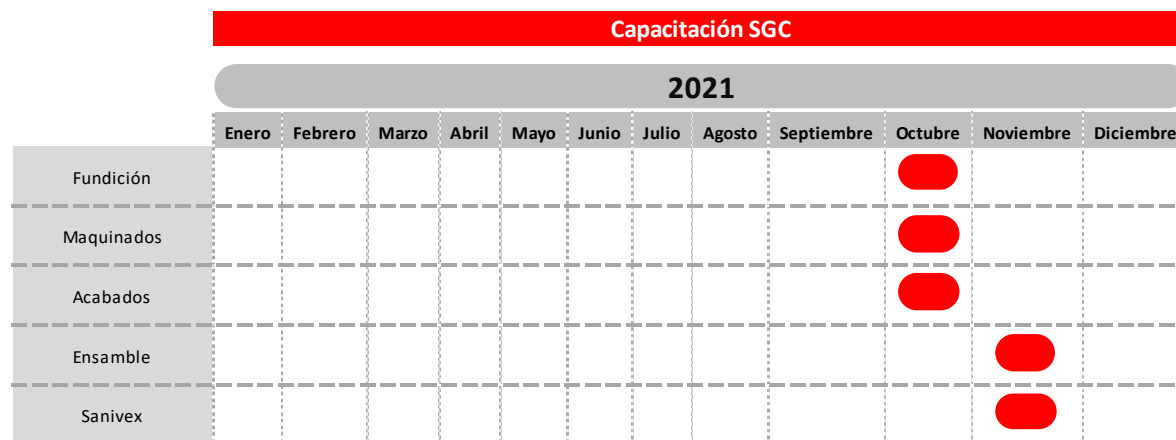 Capacitación SGC
2021
Enero Febrero Marzo Abril Mayo Junio Julio Agosto Septiembre Octubre Noviembre Diciembre
Fundición
Maquinados
Acabados
Ensamble
Sanivex